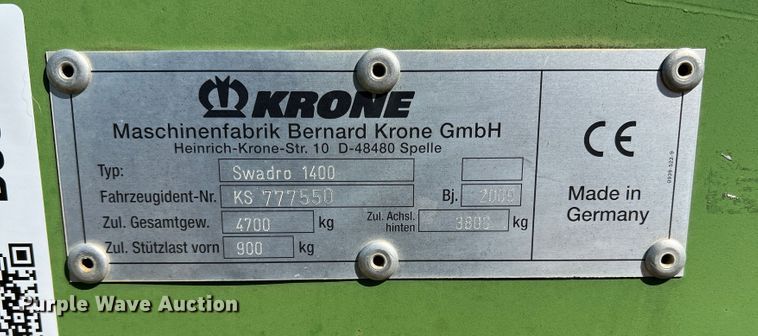 KRONE
Maschinenfabrik Bernard Krone GmbH
Heinrich-Krone-Str. 10 D-48480 Spelle
Typ: Swadro 1400
Fahrzeugident-Nr. KS 777550 Bj. 2009
Zul. Gesamtgew. 4700 kg Zul. Achsl. hinten 3800 kg
Zul. Stützlast vorn 900 kg
CE
Made in
Germany
Purple Wave Auction